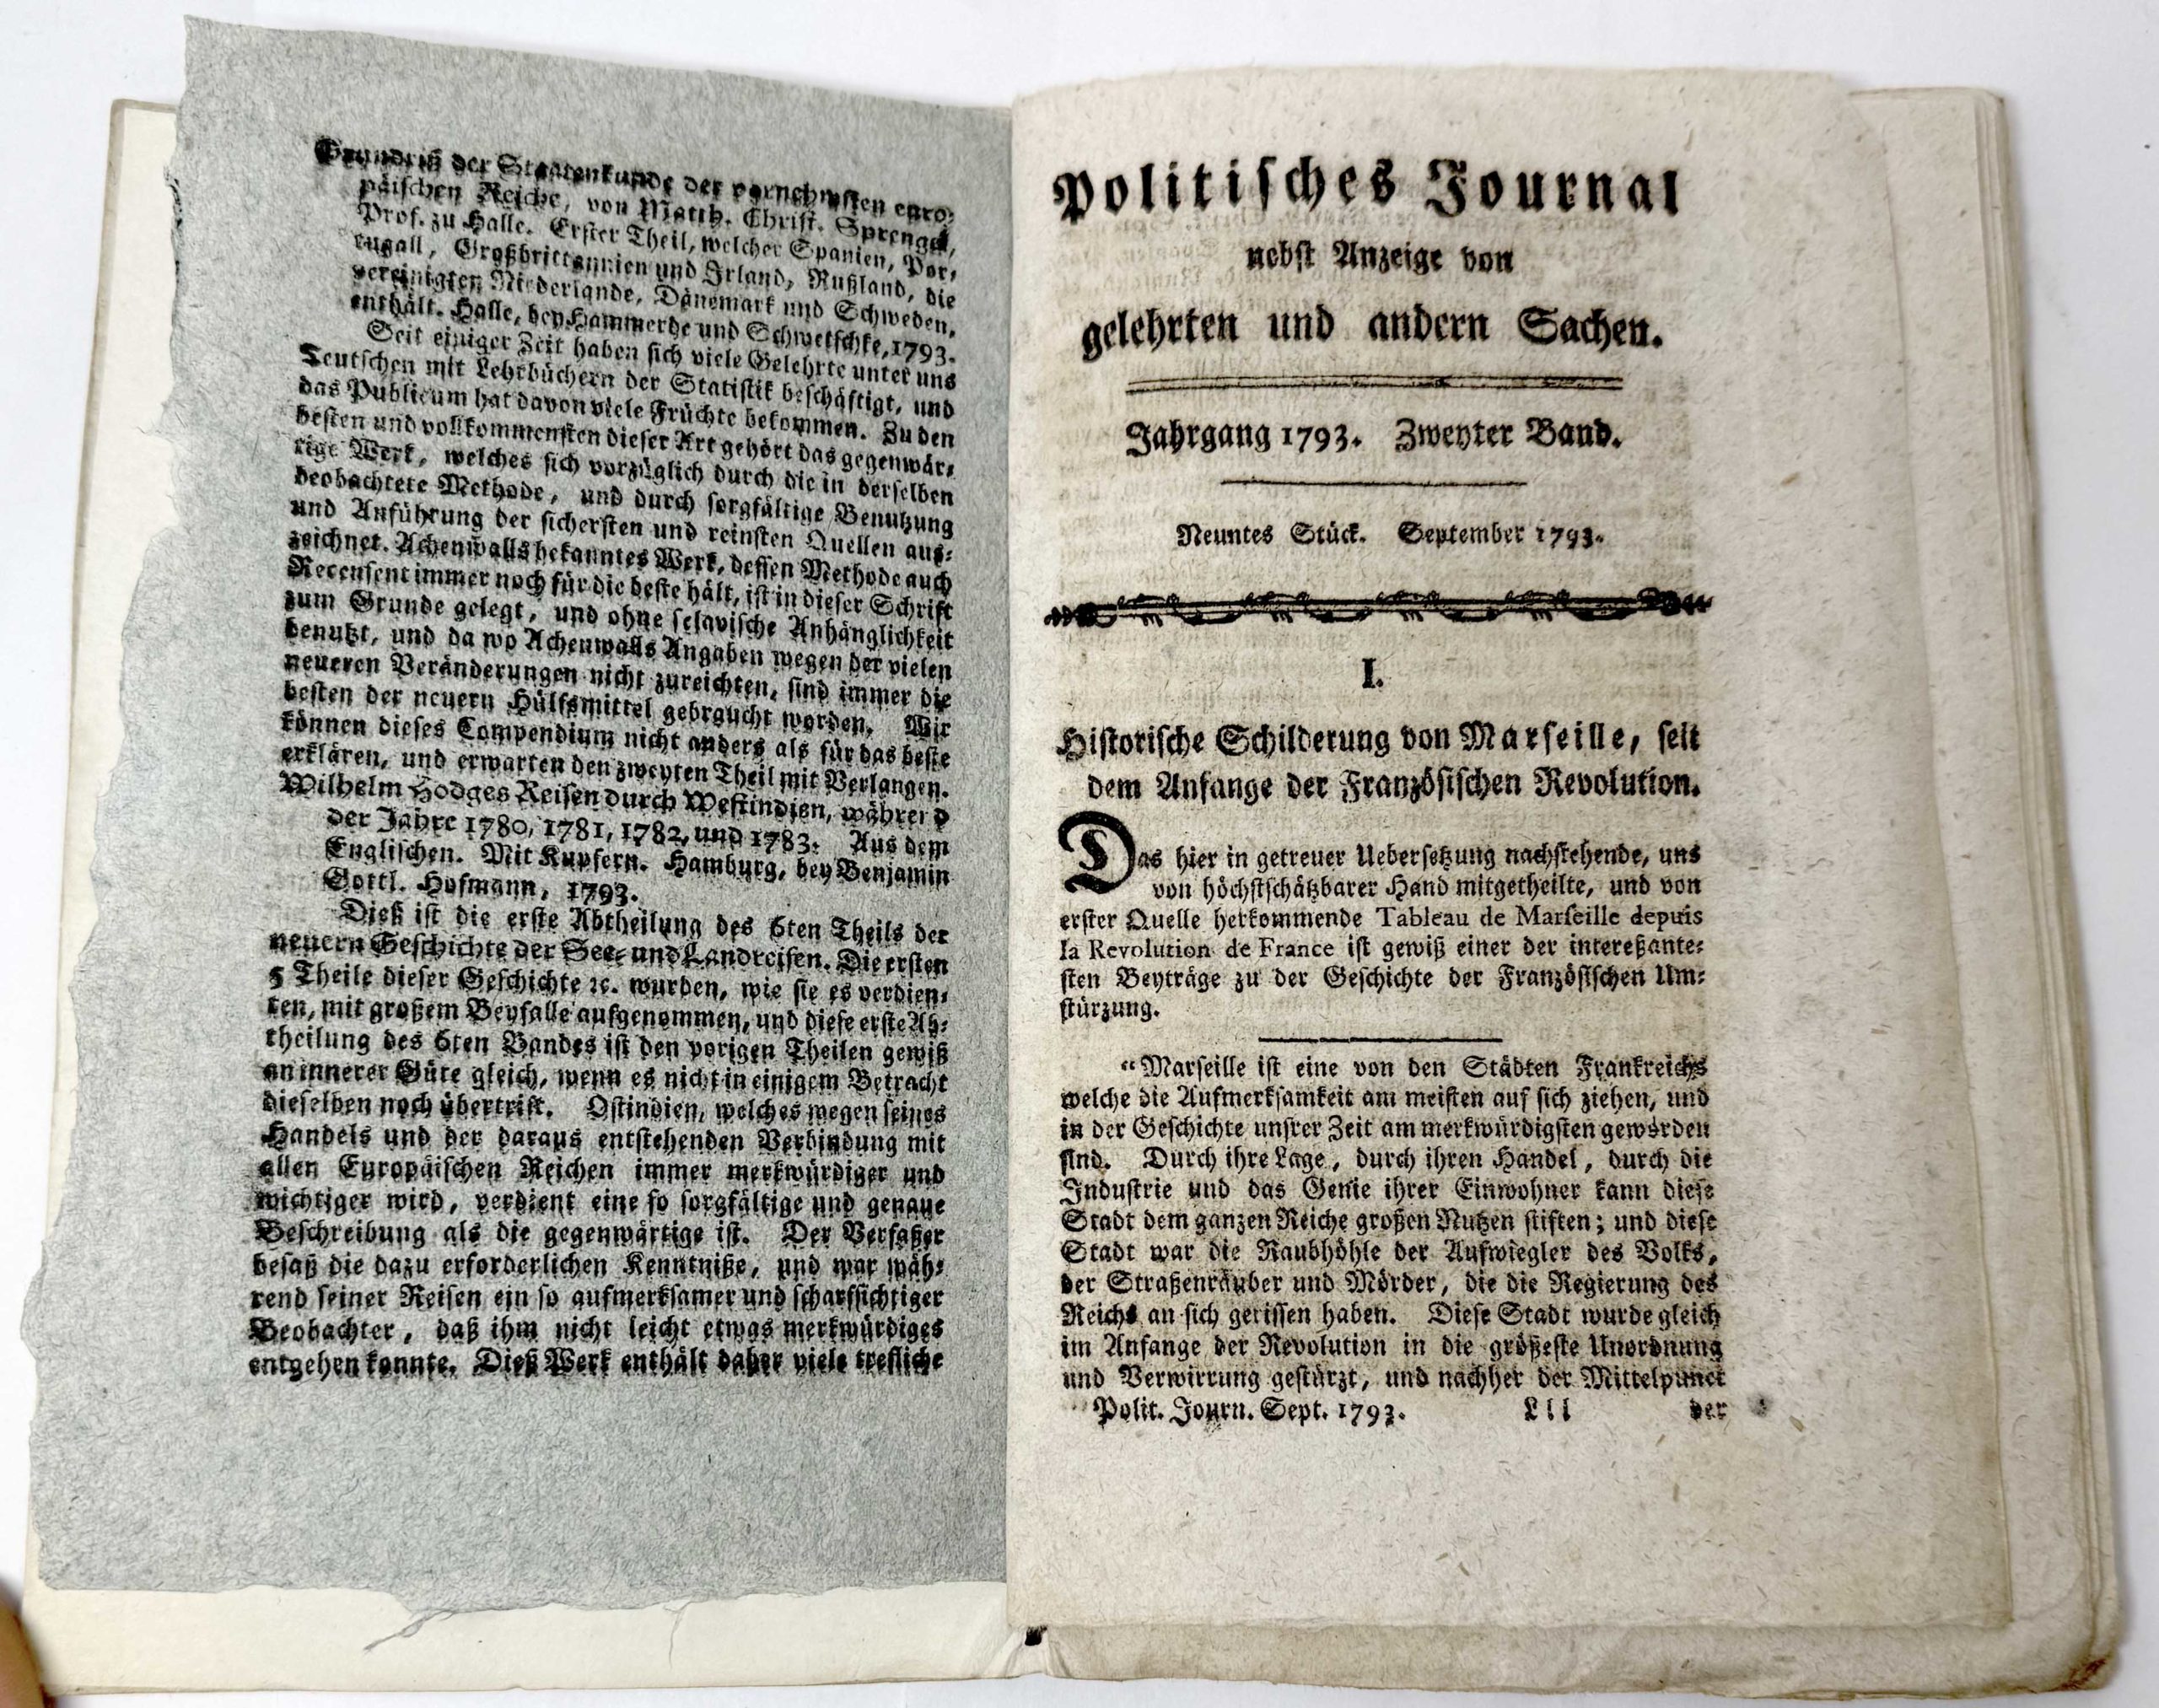 Grundriß der Staatenkunde der vornehmsten euro-
päischen Reiche, von Matth. Christ. Sprengel,
Prof. zu Halle. Erster Theil, welcher Spanien, Por-
tugall, Großbrittannien und Irland, Rußland, die
vereinigten Niederlande, Dänemark und Schweden,
enthält. Halle, bey Hammerde und Schwetschke, 1793.
Seit einiger Zeit haben sich viele Gelehrte unter uns
Teutschen mit Lehrbüchern der Statistik beschäftigt, und
das Publicum hat davon viele Früchte bekommen. Zu den
besten und vollkommensten dieser Art gehört das gegenwär-
tige Werk, welches sich vorzüglich durch die in derselben
beobachtete Methode, und durch sorgfältige Benutzung
und Anführung der sichersten und reinsten Quellen aus-
zeichnet. Achenwalls bekanntes Werk, dessen Methode auch
Recensent immer noch für die beste hält, ist in dieser Schrift
zum Grunde gelegt, und ohne sclavische Anhänglichkeit
benutzt, und da wo Achenwalls Angaben wegen der vielen
neueren Veränderungen nicht zureichten, sind immer die
besten der neuern Hülfsmittel gebraucht worden. Wir
können dieses Compendium nicht anders als für das beste
erklären, und erwarten den zweyten Theil mit Verlangen.
Wilhelm Hodges Reisen durch Westindien, während
der Jahre 1780, 1781, 1782, und 1783. Aus dem
Englischen. Mit Kupfern. Hamburg, bey Benjamin
Gottl. Hofmann, 1793.
Dieß ist die erste Abtheilung des 6ten Theils der
neuern Geschichte der See- und Landreisen. Die ersten
5 Theile dieser Geschichte ꝛc. wurden, wie sie es verdien-
ten, mit großem Beyfalle aufgenommen, und diese erste Ab-
theilung des 6ten Bandes ist den vorigen Theilen gewiß
an innerer Güte gleich, wenn es nicht in einigem Betracht
dieselben noch übertrift. Ostindien, welches wegen seines
Handels und der daraus entstehenden Verbindung mit
allen Europäischen Reichen immer merkwürdiger und
wichtiger wird, verdient eine so sorgfältige und genaue
Beschreibung als die gegenwärtige ist. Der Verfaßer
besaß die dazu erforderlichen Kenntniße, und war wäh-
rend seiner Reisen ein so aufmerksamer und scharfsichtiger
Beobachter, daß ihm nicht leicht etwas merkwürdiges
entgehen konnte. Dieß Werk enthält daher viele trefliche
Politisches Journal
nebst Anzeige von
gelehrten und andern Sachen.
Jahrgang 1793. Zweyter Band.
Neuntes Stück. September 1793.
I.
Historische Schilderung von Marseille, seit
dem Anfange der Französischen Revolution.
Das hier in getreuer Uebersetzung nachstehende, uns
von höchstschätzbarer Hand mitgetheilte, und von
erster Quelle herkommende Tableau de Marseille depuis
la Revolution de France ist gewiß einer der intereßante-
sten Beyträge zu der Geschichte der Französischen Um-
stürzung.
“Marseille ist eine von den Städten Frankreichs
welche die Aufmerksamkeit am meisten auf sich ziehen, und
in der Geschichte unsrer Zeit am merkwürdigsten geworden
sind. Durch ihre Lage, durch ihren Handel, durch die
Industrie und das Genie ihrer Einwohner kann diese
Stadt dem ganzen Reiche großen Nutzen stiften; und diese
Stadt war die Raubhöhle der Aufwiegler des Volks,
der Straßenräuber und Mörder, die die Regierung des
Reichs an sich gerissen haben. Diese Stadt wurde gleich
im Anfange der Revolution in die größeste Unordnung
und Verwirrung gestürzt, und nachher der Mittelpunct
Polit. Journ. Sept. 1793. Lll der